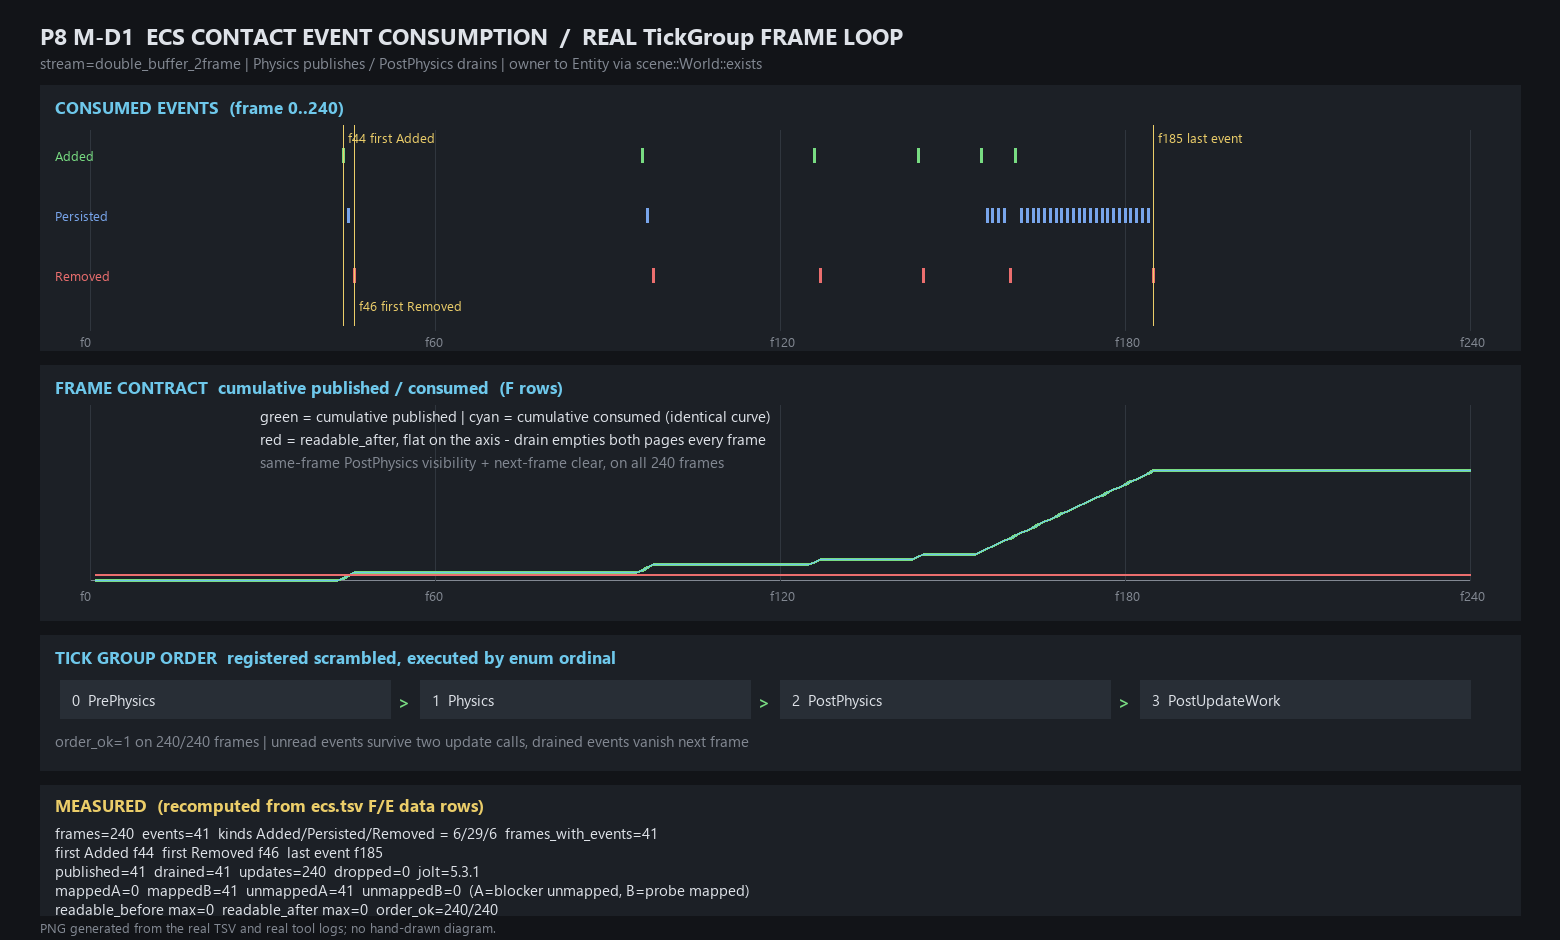 P8 M-D1  ECS CONTACT EVENT CONSUMPTION  /  REAL TickGroup FRAME LOOP
stream=double_buffer_2frame | Physics publishes / PostPhysics drains | owner to Entity via scene::World::exists
CONSUMED EVENTS  (frame 0..240)
f44 first Added
f185 last event
Added
Persisted
Removed
f46 first Removed
f0
f60
f120
f180
f240
FRAME CONTRACT  cumulative published / consumed  (F rows)
green = cumulative published | cyan = cumulative consumed (identical curve)
red = readable_after, flat on the axis - drain empties both pages every frame
same-frame PostPhysics visibility + next-frame clear, on all 240 frames
f0
f60
f120
f180
f240
TICK GROUP ORDER  registered scrambled, executed by enum ordinal
0  PrePhysics  >  1  Physics  >  2  PostPhysics  >  3  PostUpdateWork
order_ok=1 on 240/240 frames | unread events survive two update calls, drained events vanish next frame
MEASURED  (recomputed from ecs.tsv F/E data rows)
frames=240  events=41  kinds Added/Persisted/Removed = 6/29/6  frames_with_events=41
first Added f44  first Removed f46  last event f185
published=41  drained=41  updates=240  dropped=0  jolt=5.3.1
mappedA=0  mappedB=41  unmappedA=41  unmappedB=0  (A=blocker unmapped, B=probe mapped)
readable_before max=0  readable_after max=0  order_ok=240/240
PNG generated from the real TSV and real tool logs; no hand-drawn diagram.